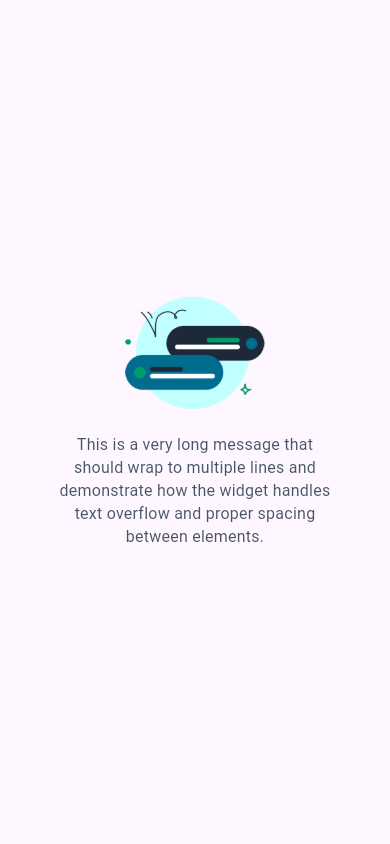 This is a very long message that
should wrap to multiple lines and
demonstrate how the widget handles
text overflow and proper spacing
between elements.